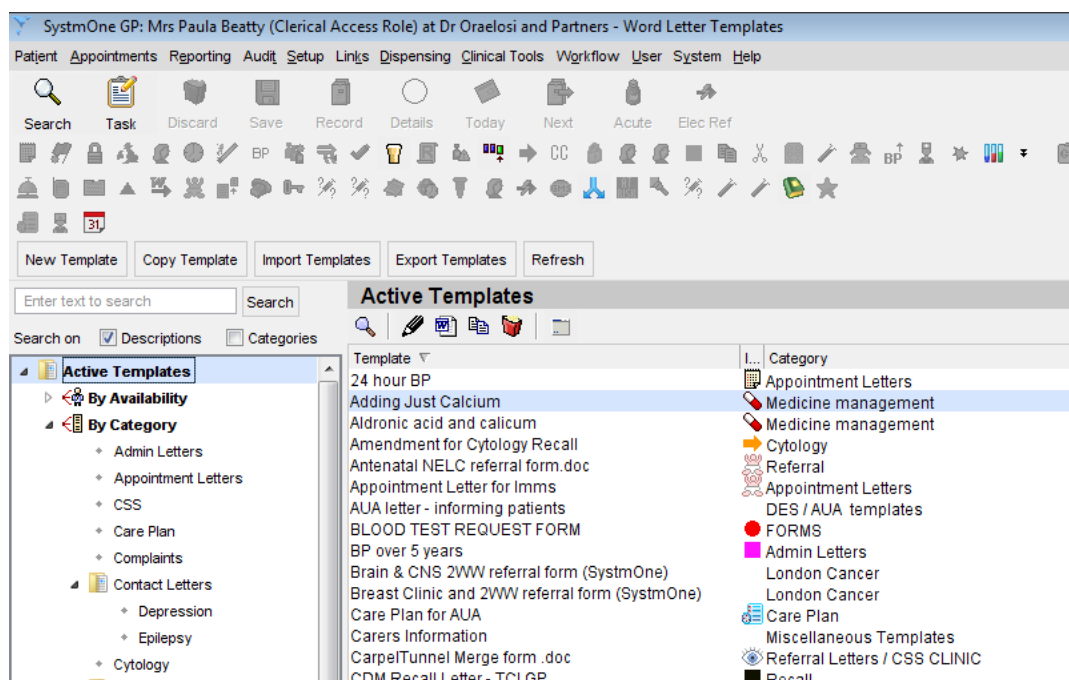 SystmOne GP: Mrs Paula Beatty (Clerical Access Role) at Dr Oraelosi and Partners - Word Letter Templates
Patient Appointments Reporting Audit Setup Links Dispensing Clinical Tools Workflow User System Help
Search Task Discard Save Record Details Today Next Acute Elec Ref
BP CC BP
31
New Template Copy Template Import Templates Export Templates Refresh
Enter text to search Search
Search on Descriptions Categories
Active Templates
By Availability
By Category
Admin Letters
Appointment Letters
CSS
Care Plan
Complaints
Contact Letters
Depression
Epilepsy
Cytology
Active Templates
Template I... Category
24 hour BP Appointment Letters
Adding Just Calcium Medicine management
Aldronic acid and calicum Medicine management
Amendment for Cytology Recall Cytology
Antenatal NELC referral form.doc Referral
Appointment Letter for Imms Appointment Letters
AUA letter - informing patients DES / AUA templates
BLOOD TEST REQUEST FORM FORMS
BP over 5 years Admin Letters
Brain & CNS 2WW referral form (SystmOne) London Cancer
Breast Clinic and 2WW referral form (SystmOne) London Cancer
Care Plan for AUA Care Plan
Carers Information Miscellaneous Templates
CarpelTunnel Merge form .doc Referral Letters / CSS CLINIC
CDM Recall Letter - TCLGP Recall